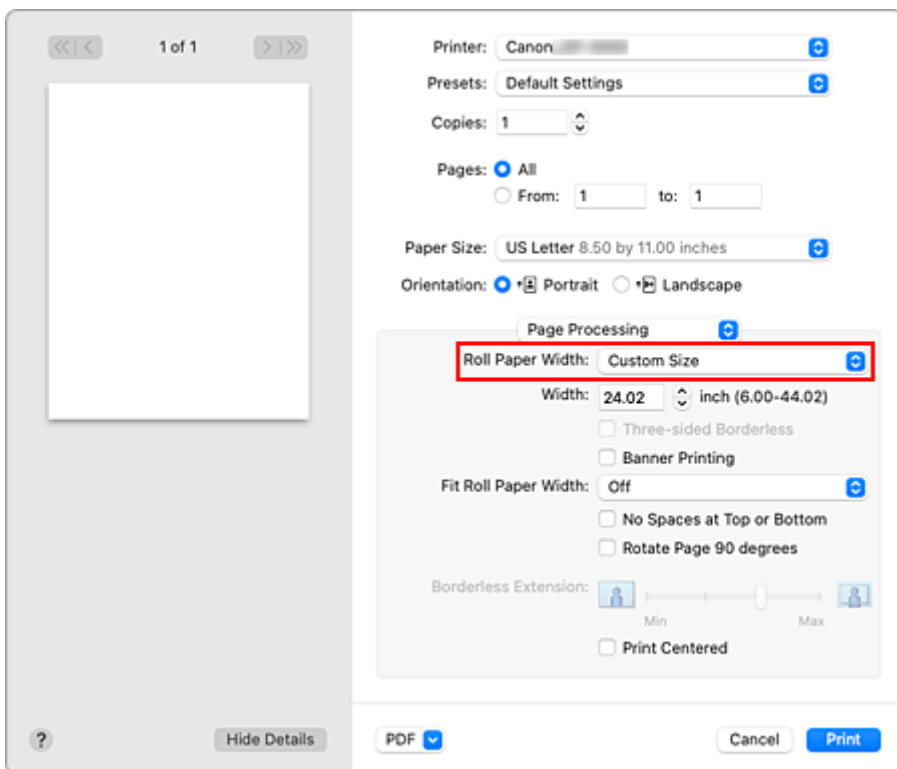 1 of 1
Printer: Canon
Presets: Default Settings
Copies: 1
Pages: All
From: 1 to: 1
Paper Size: US Letter 8.50 by 11.00 inches
Orientation: Portrait Landscape
Page Processing
Roll Paper Width: Custom Size
Width: 24.02 inch (6.00-44.02)
Three-sided Borderless
Banner Printing
Fit Roll Paper Width: Off
No Spaces at Top or Bottom
Rotate Page 90 degrees
Borderless Extension:
Min Max
Print Centered
? Hide Details PDF Cancel Print